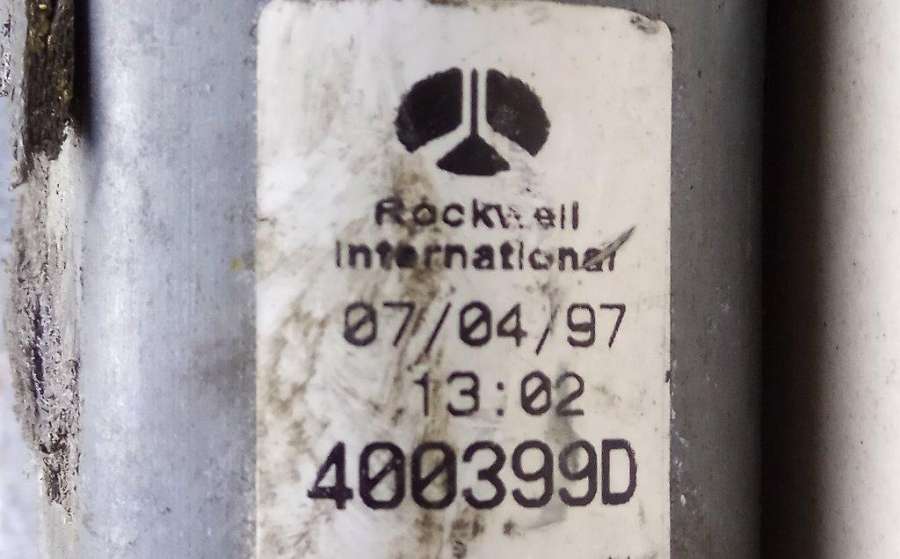 Rockwell
International
07/04/97
13:02
400399D